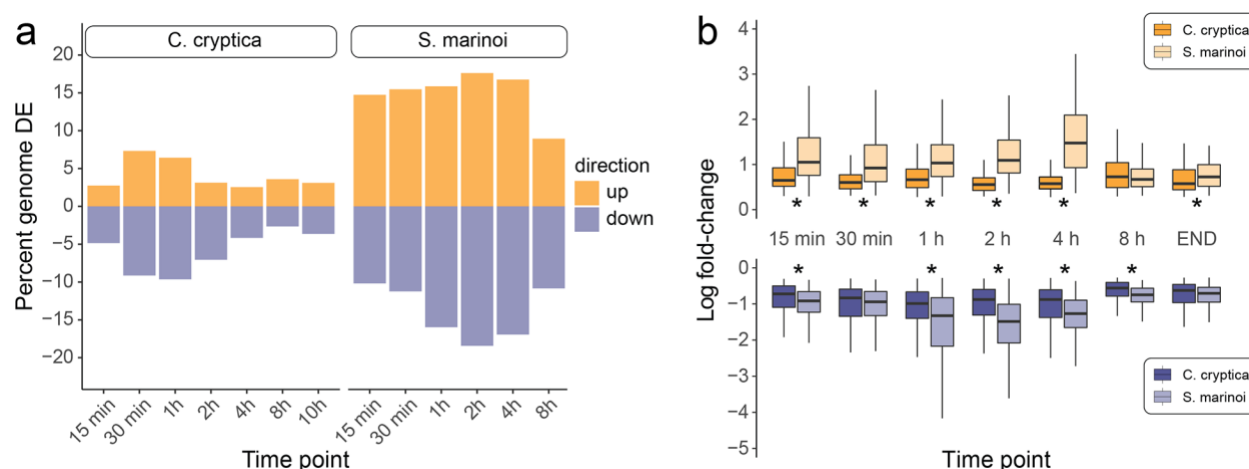 a
C. cryptica
S. marinoi
Percent genome DE
20
15
10
5
0
−5
−10
−15
−20
15 min
30 min
1h
2h
4h
8h
10h
15 min
30 min
1h
2h
4h
8h
Time point
direction
up
down
b
C. cryptica
S. marinoi
Log fold-change
4
3
2
1
0
* * * * * *
15 min 30 min 1 h 2 h 4 h 8 h END
* * * * *
−0
−1
−2
−3
−4
−5
C. cryptica
S. marinoi
Time point